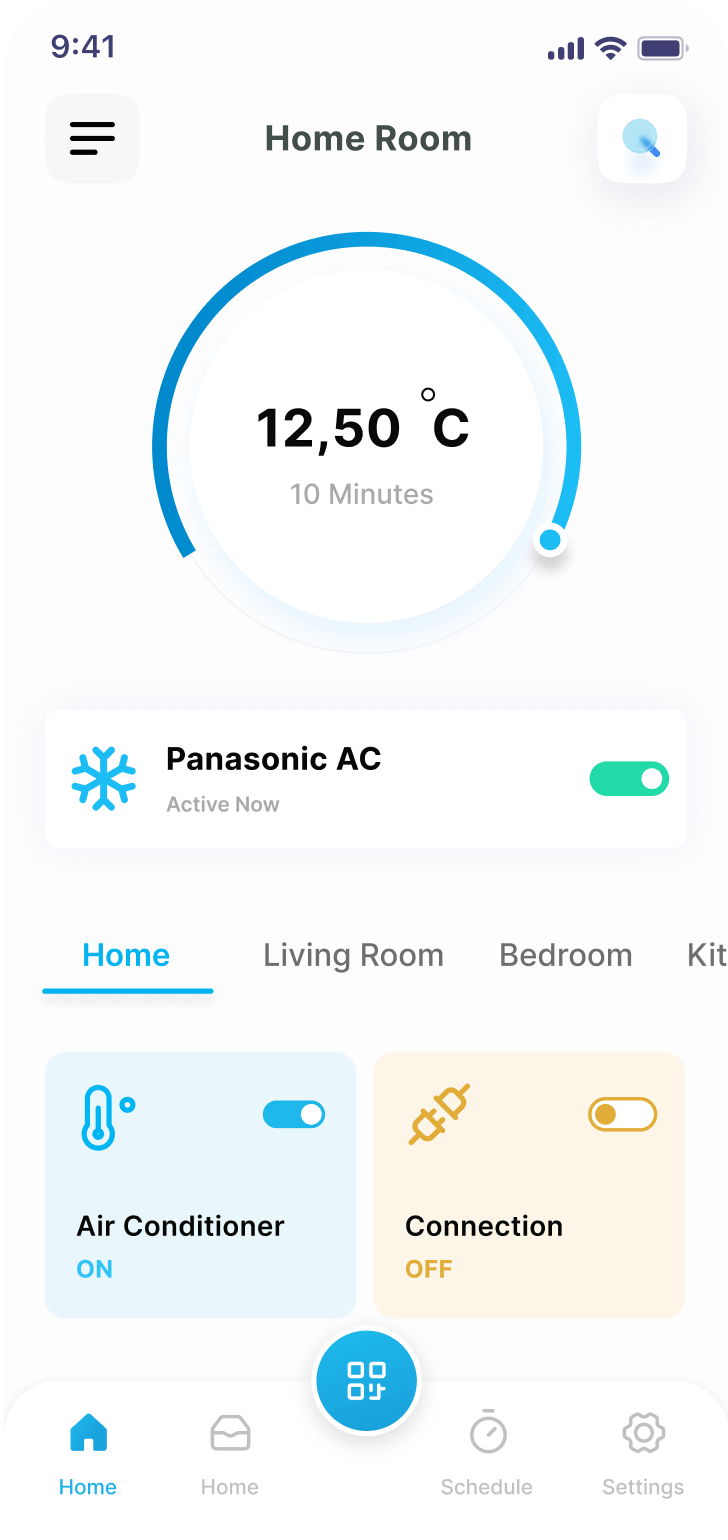 9:41
Home Room
12,50 °C
10 Minutes
Panasonic AC
Active Now
Home Living Room Bedroom Kit
Air Conditioner Connection
ON OFF
Home Home Schedule Settings